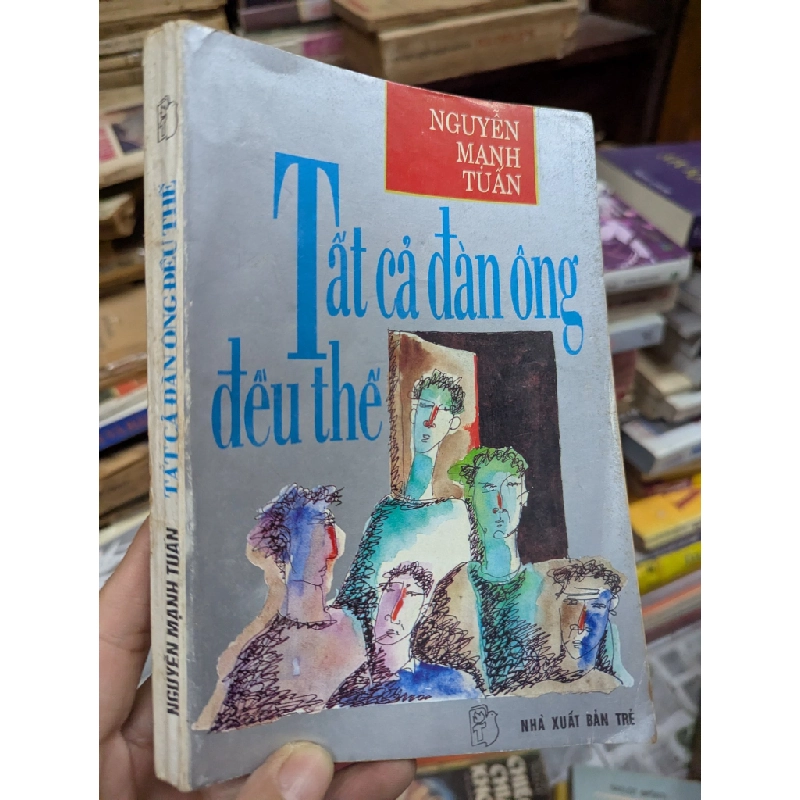 NGUYỄN
MẠNH
TUẤN
Tất cả đàn ông
đều thế
NHÀ XUẤT BẢN TRẺ
NGUYỄN MẠNH TUẤN TẤT CẢ ĐÀN ÔNG ĐỀU THẾ